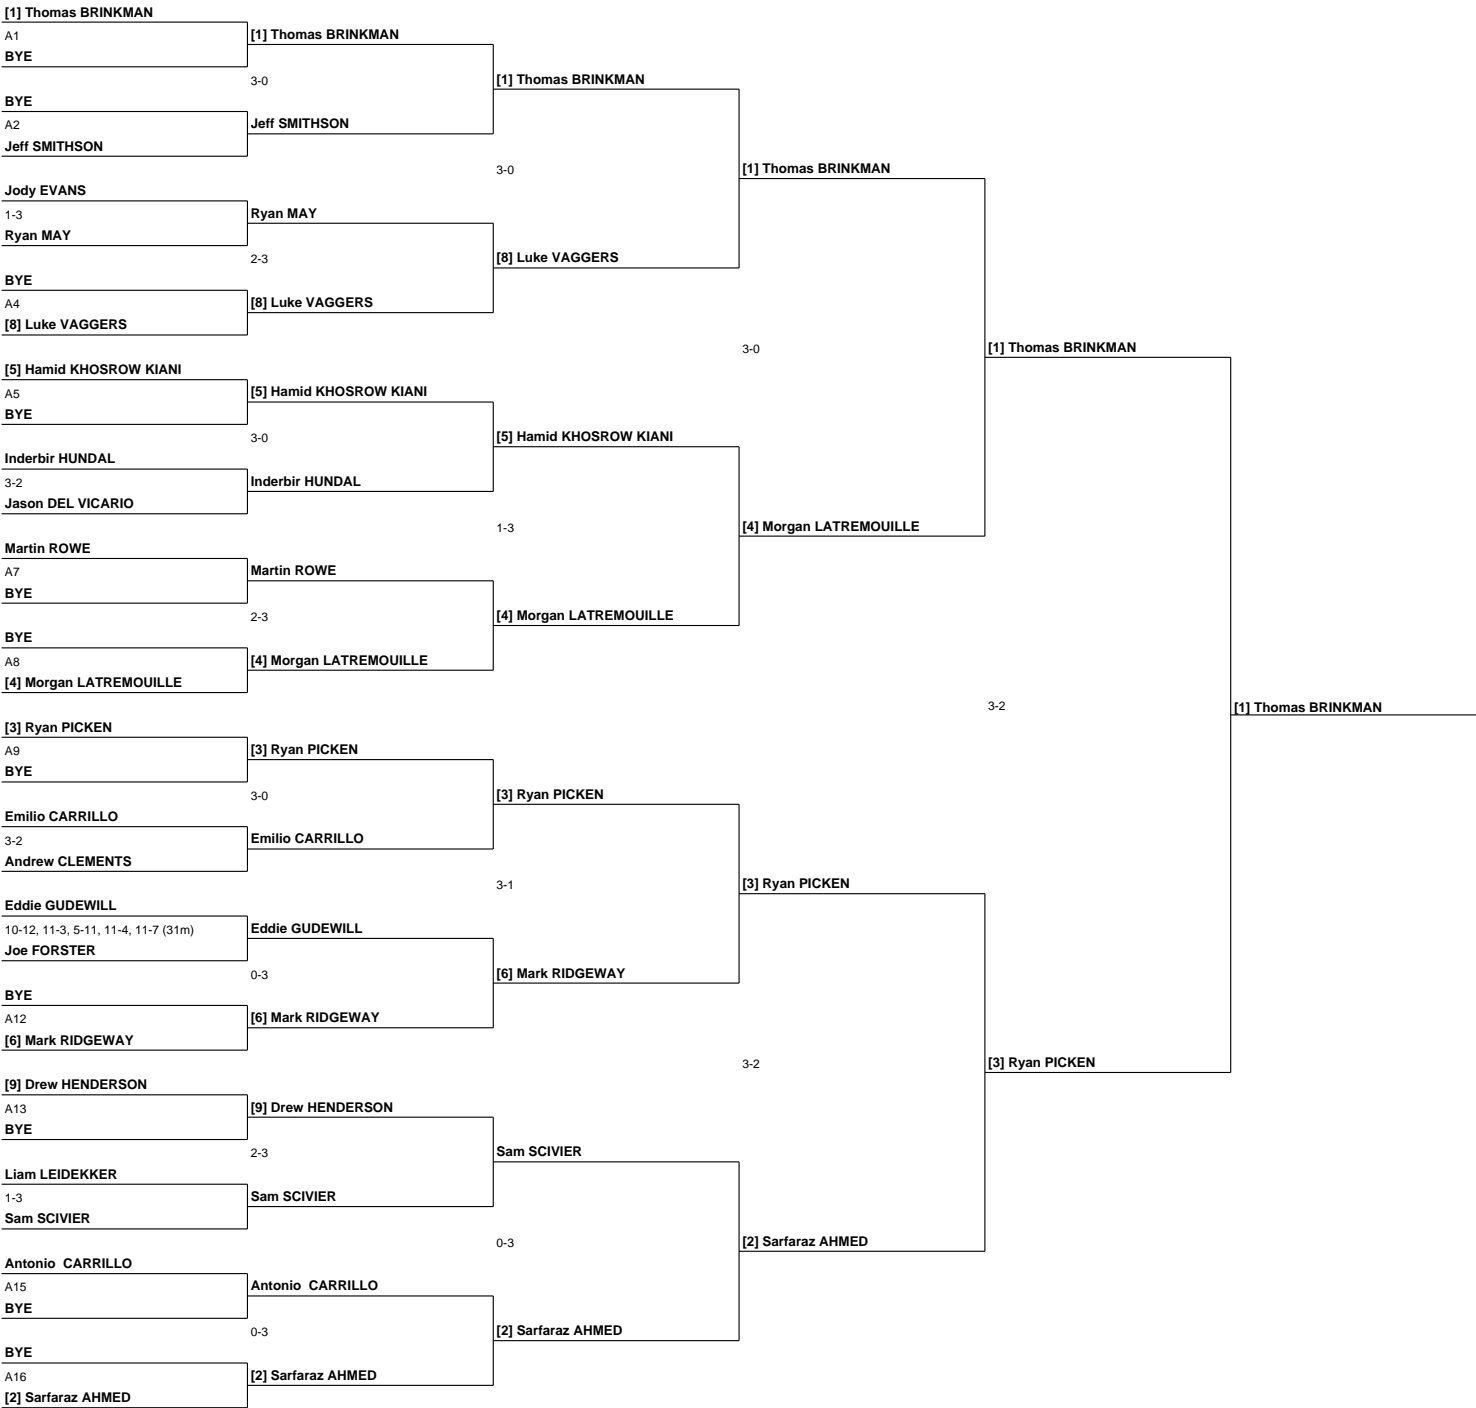 [1] Thomas BRINKMAN
A1
BYE
BYE
A2
Jeff SMITHSON
Jody EVANS
1-3
Ryan MAY
BYE
A4
[8] Luke VAGGERS
[5] Hamid KHOSROW KIANI
A5
BYE
Inderbir HUNDAL
3-2
Jason DEL VICARIO
Martin ROWE
A7
BYE
BYE
A8
[4] Morgan LATREMOUILLE
[3] Ryan PICKEN
A9
BYE
Emilio CARRILLO
3-2
Andrew CLEMENTS
Eddie GUDEWILL
10-12, 11-3, 5-11, 11-4, 11-7 (31m)
Joe FORSTER
BYE
A12
[6] Mark RIDGEWAY
[9] Drew HENDERSON
A13
BYE
Liam LEIDEKKER
1-3
Sam SCIVIER
Antonio  CARRILLO
A15
BYE
BYE
A16
[2] Sarfaraz AHMED
[1] Thomas BRINKMAN
3-0
Jeff SMITHSON
Ryan MAY
2-3
[8] Luke VAGGERS
[5] Hamid KHOSROW KIANI
3-0
Inderbir HUNDAL
Martin ROWE
2-3
[4] Morgan LATREMOUILLE
[3] Ryan PICKEN
3-0
Emilio CARRILLO
Eddie GUDEWILL
0-3
[6] Mark RIDGEWAY
[9] Drew HENDERSON
2-3
Sam SCIVIER
Antonio  CARRILLO
0-3
[2] Sarfaraz AHMED
[1] Thomas BRINKMAN
3-0
[8] Luke VAGGERS
[5] Hamid KHOSROW KIANI
1-3
[4] Morgan LATREMOUILLE
[3] Ryan PICKEN
3-1
[6] Mark RIDGEWAY
Sam SCIVIER
0-3
[2] Sarfaraz AHMED
[1] Thomas BRINKMAN
3-0
[4] Morgan LATREMOUILLE
[3] Ryan PICKEN
3-2
[2] Sarfaraz AHMED
[1] Thomas BRINKMAN
3-2
[3] Ryan PICKEN
[1] Thomas BRINKMAN